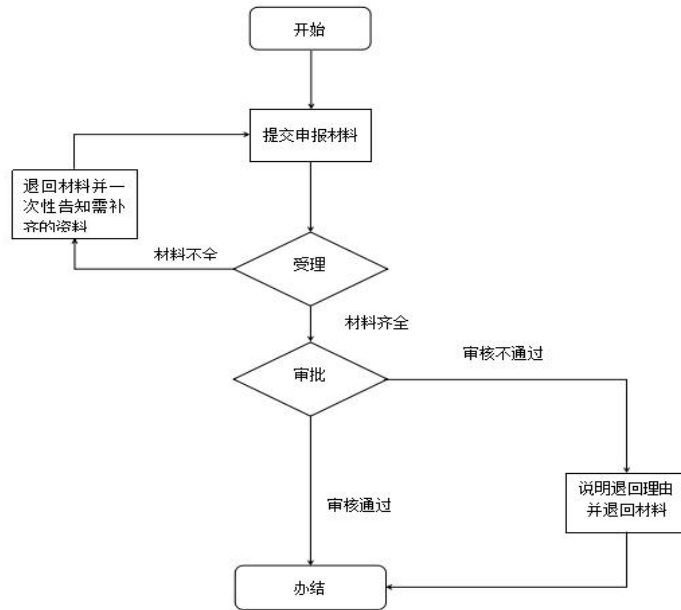 开始
提交申报材料
退回材料并一
次性告知需补
齐的资料
材料不全
受理
材料齐全
审批
审核不通过
说明退回理由
并退回材料
审核通过
办结